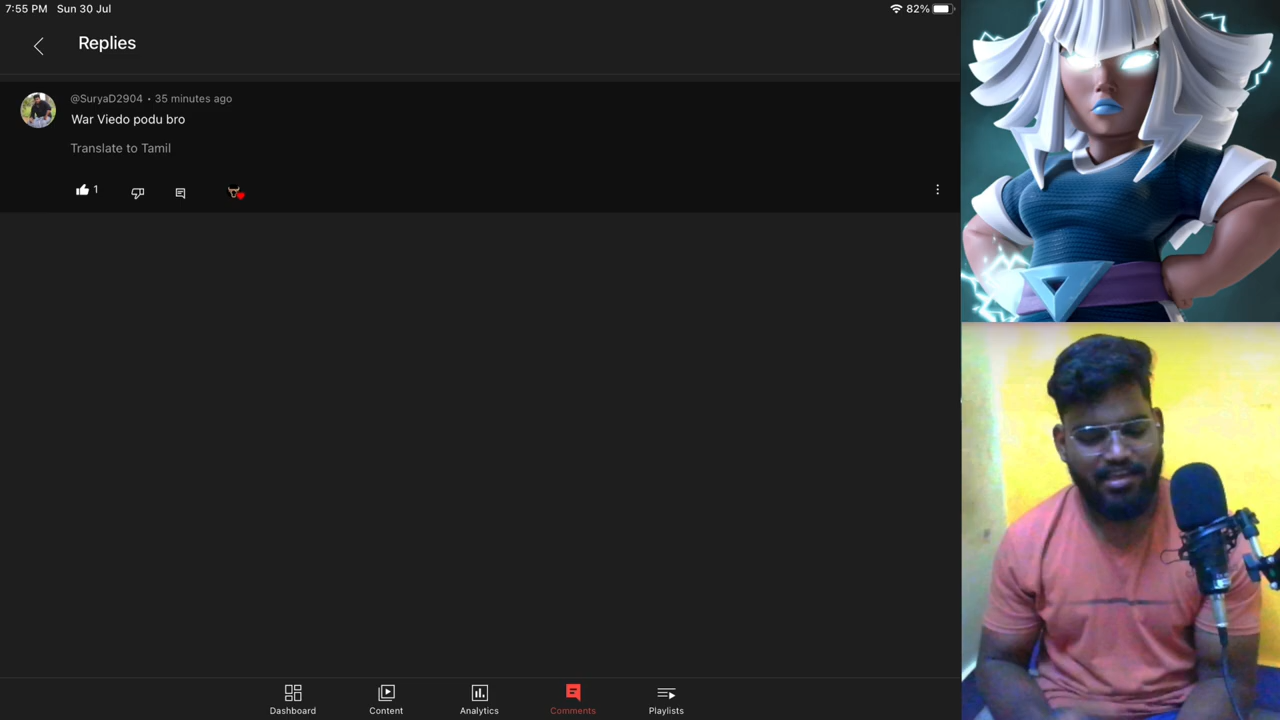 7:55 PM Sun 30 Jul
82%
Replies
@SuryaD2904 • 35 minutes ago
War Viedo podu bro
Translate to Tamil
1
Dashboard
Content
Analytics
Comments
Playlists